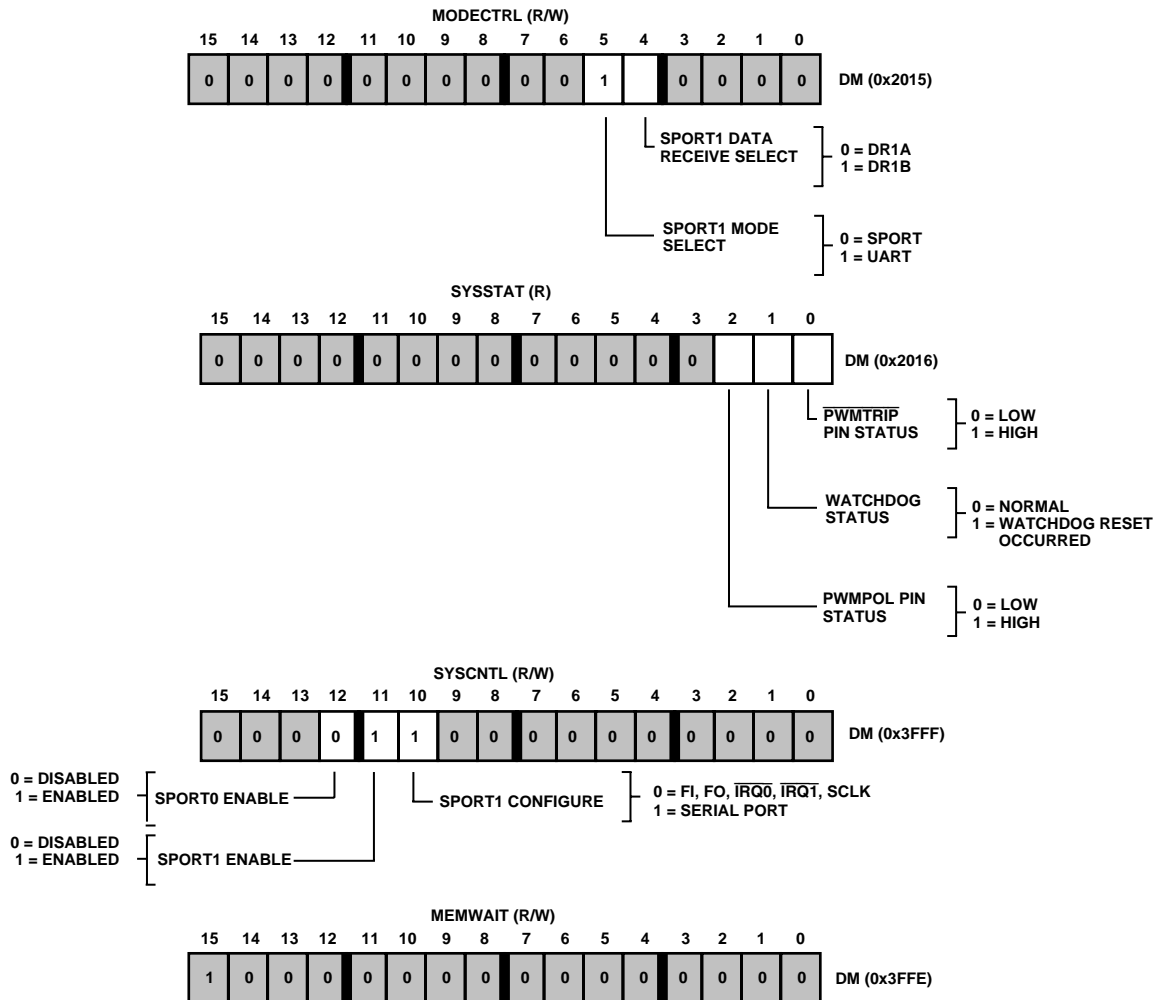 MODECTRL (R/W)
15 14 13 12 11 10 9 8 7 6 5 4 3 2 1 0
0 0 0 0 0 0 0 0 0 0 1 0 0 0 0
DM (0x2015)
SPORT1 DATA
RECEIVE SELECT
0 = DR1A
1 = DR1B
SPORT1 MODE
SELECT
0 = SPORT
1 = UART
SYSSTAT (R)
15 14 13 12 11 10 9 8 7 6 5 4 3 2 1 0
0 0 0 0 0 0 0 0 0 0 0 0 0
DM (0x2016)
PWMTRIP
PIN STATUS
0 = LOW
1 = HIGH
WATCHDOG
STATUS
0 = NORMAL
1 = WATCHDOG RESET
OCCURRED
PWMPOL PIN
STATUS
0 = LOW
1 = HIGH
SYSCNTL (R/W)
15 14 13 12 11 10 9 8 7 6 5 4 3 2 1 0
0 0 0 0 1 1 0 0 0 0 0 0 0 0 0 0
DM (0x3FFF)
0 = DISABLED
1 = ENABLED
SPORT0 ENABLE
SPORT1 CONFIGURE
0 = FI, FO, IRQ0, IRQ1, SCLK
1 = SERIAL PORT
0 = DISABLED
1 = ENABLED
SPORT1 ENABLE
MEMWAIT (R/W)
15 14 13 12 11 10 9 8 7 6 5 4 3 2 1 0
1 0 0 0 0 0 0 0 0 0 0 0 0 0 0 0
DM (0x3FFE)